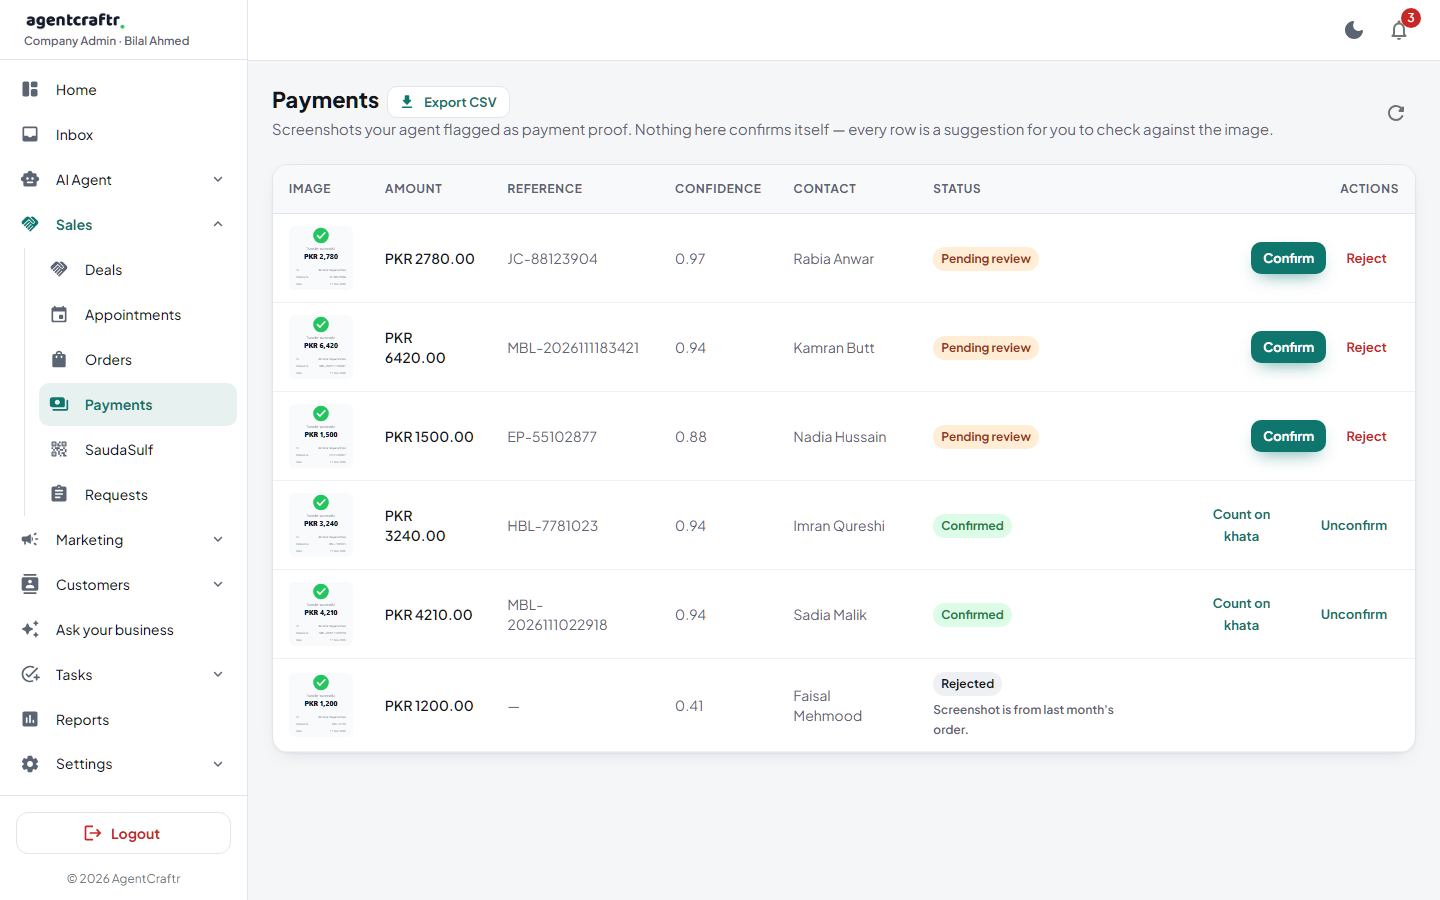 agentcraftr.
Company Admin · Bilal Ahmed
3
Home
Inbox
AI Agent
Sales
Deals
Appointments
Orders
Payments
SaudaSulf
Requests
Marketing
Customers
Ask your business
Tasks
Reports
Settings
Logout
© 2026 AgentCraftr
Payments
Export CSV
Screenshots your agent flagged as payment proof. Nothing here confirms itself — every row is a suggestion for you to check against the image.
IMAGE AMOUNT REFERENCE CONFIDENCE CONTACT STATUS ACTIONS
PKR 2,780
PKR 2780.00 JC-88123904 0.97 Rabia Anwar Pending review Confirm Reject
PKR 6,420
PKR
6420.00
MBL-2026111183421 0.94 Kamran Butt Pending review Confirm Reject
PKR 1,500
PKR 1500.00 EP-55102877 0.88 Nadia Hussain Pending review Confirm Reject
PKR 3,240
PKR
3240.00
HBL-7781023 0.94 Imran Qureshi Confirmed
Count on
khata
Unconfirm
PKR 4,210
PKR 4210.00
MBL-
2026111022918
0.94 Sadia Malik Confirmed
Count on
khata
Unconfirm
PKR 1,200
PKR 1200.00 — 0.41
Faisal
Mehmood
Rejected
Screenshot is from last month's
order.